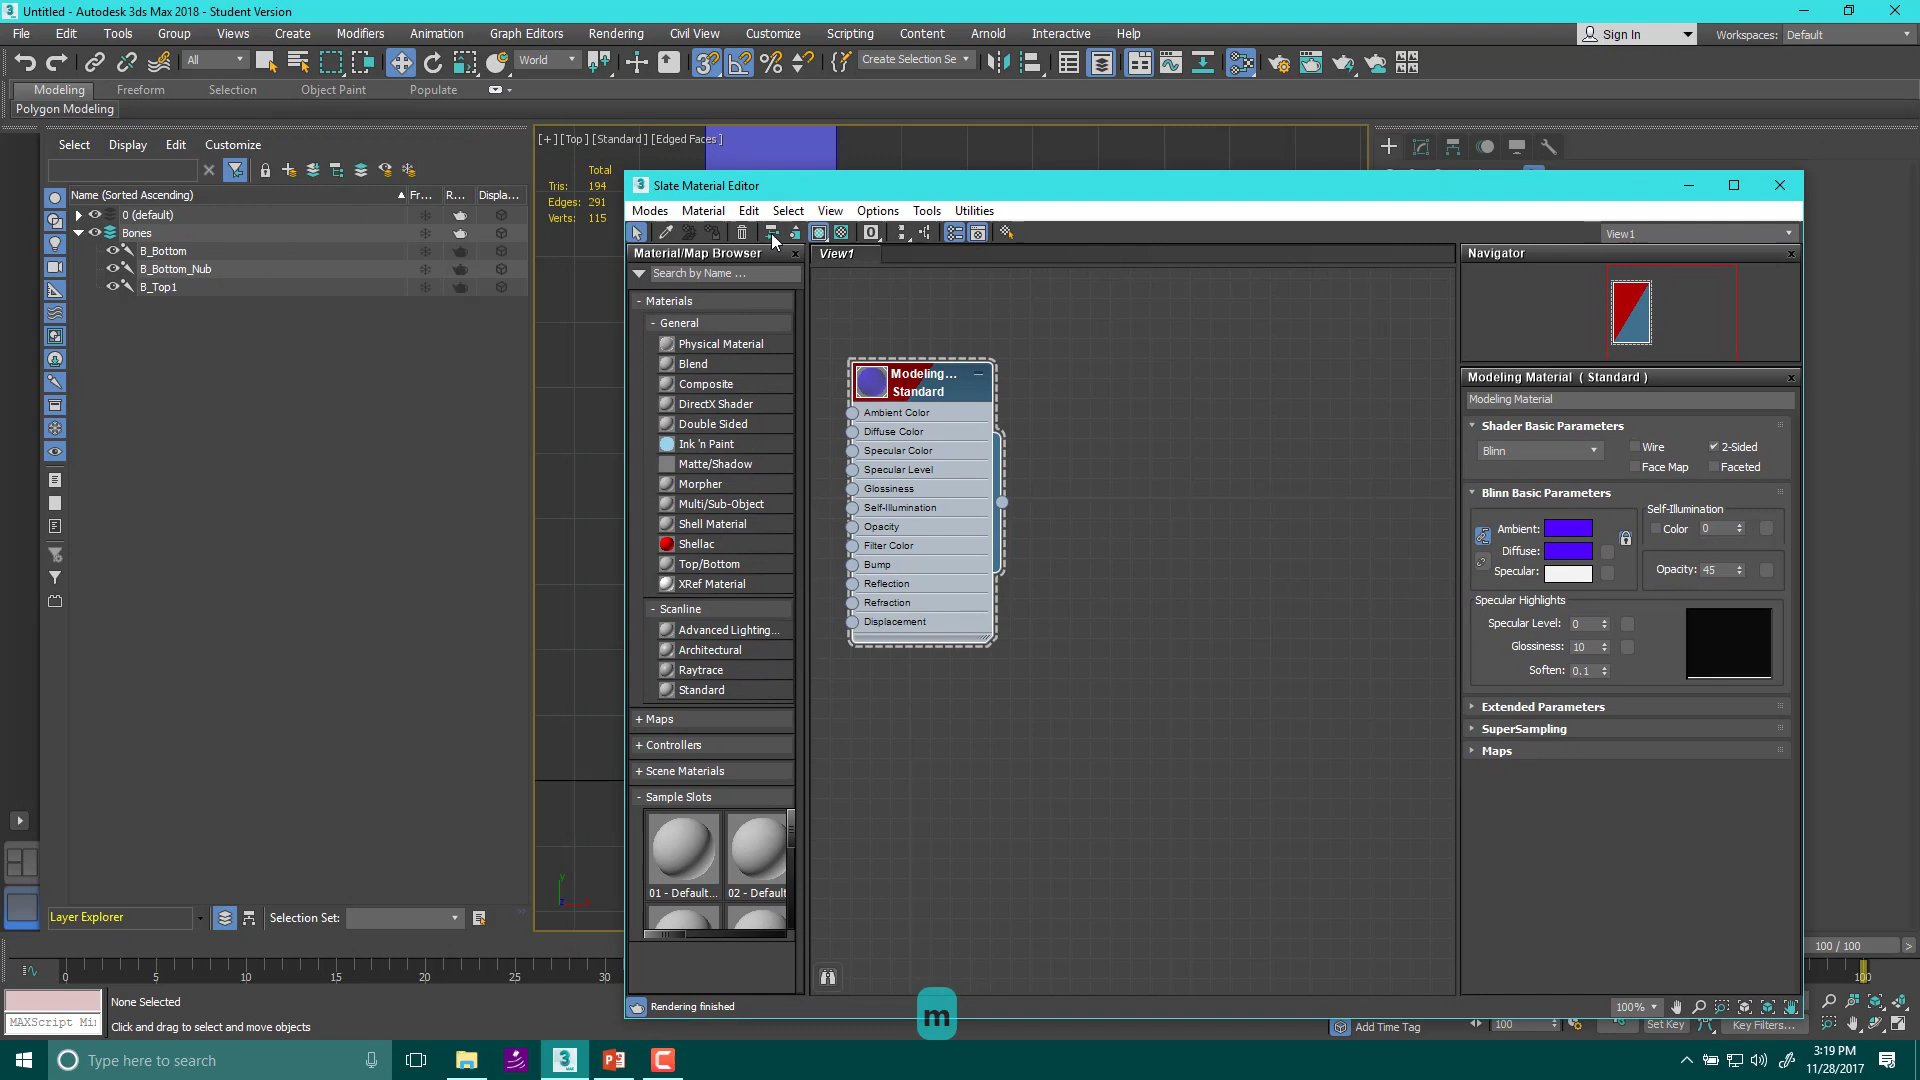 Untitled - Autodesk 3ds Max 2018 - Student Version
File Edit Tools Group Views Create Modifiers Animation Graph Editors Rendering Civil View Customize Scripting Content Arnold Interactive Help
Sign In
Workspaces: Default
All
World
Create Selection Se
Modeling Freeform Selection Object Paint Populate
Polygon Modeling
Select Display Edit Customize
Name (Sorted Ascending) Fr... R... Displa...
0 (default)
Bones
B_Bottom
B_Bottom_Nub
B_Top1
[+] [Top] [Standard] [Edged Faces]
Total
Tris: 194
Edges: 291
Verts: 115
Slate Material Editor
Modes Material Edit Select View Options Tools Utilities
View1
Material/Map Browser
Search by Name ...
- Materials
- General
Physical Material
Blend
Composite
DirectX Shader
Double Sided
Ink 'n Paint
Matte/Shadow
Morpher
Multi/Sub-Object
Shell Material
Shellac
Top/Bottom
XRef Material
- Scanline
Advanced Lighting...
Architectural
Raytrace
Standard
+ Maps
+ Controllers
+ Scene Materials
- Sample Slots
01 - Default... 02 - Default
View1
Modeling...
Standard
Ambient Color
Diffuse Color
Specular Color
Specular Level
Glossiness
Self-Illumination
Opacity
Filter Color
Bump
Reflection
Refraction
Displacement
Navigator
Modeling Material ( Standard )
Modeling Material
Shader Basic Parameters
Blinn
Wire 2-Sided
Face Map Faceted
Blinn Basic Parameters
Self-Illumination
Ambient: Color 0
Diffuse:
Specular: Opacity: 45
Specular Highlights
Specular Level: 0
Glossiness: 10
Soften: 0.1
Extended Parameters
SuperSampling
Maps
Rendering finished
100%
m
Layer Explorer
Selection Set:
0 5 10 15 20 25 30
100 / 100
100
None Selected
Click and drag to select and move objects
MAXScript Mi
Add Time Tag
100
Set Key
Key Filters...
Type here to search
3:19 PM
11/28/2017